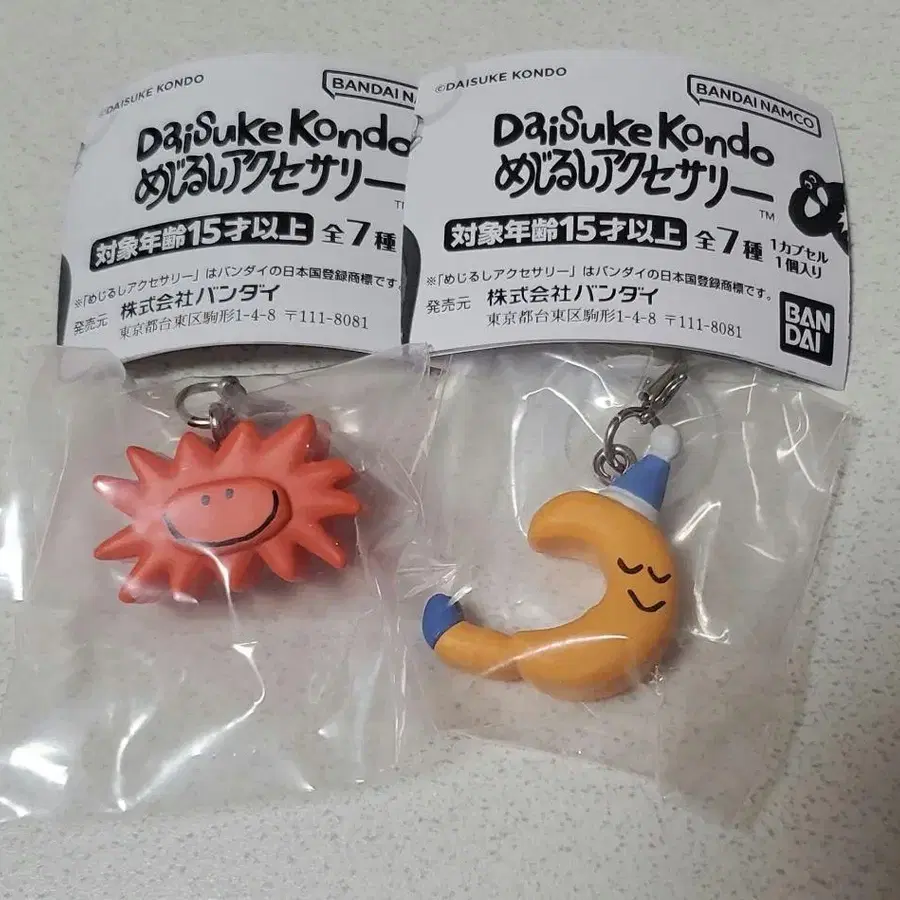 ©DAISUKE KONDO
BANDAI NAM
DaiSuke Kondo
めじるしアクセサリー
対象年齢15才以上 全7種
※「めじるしアクセサリー」はバンダイの日本国登録商標です。
発売元 株式会社バンダイ
東京都台東区駒形1-4-8 〒111-8081
©DAISUKE KONDO
BANDAI NAMCO
DaiSuke Kondo
めじるしアクセサリー™
対象年齢15才以上 全7種 1カプセル
1個入り
※「めじるしアクセサリー」はバンダイの日本国登録商標です。
発売元 株式会社バンダイ
東京都台東区駒形1-4-8 〒111-8081
BAN
DAI